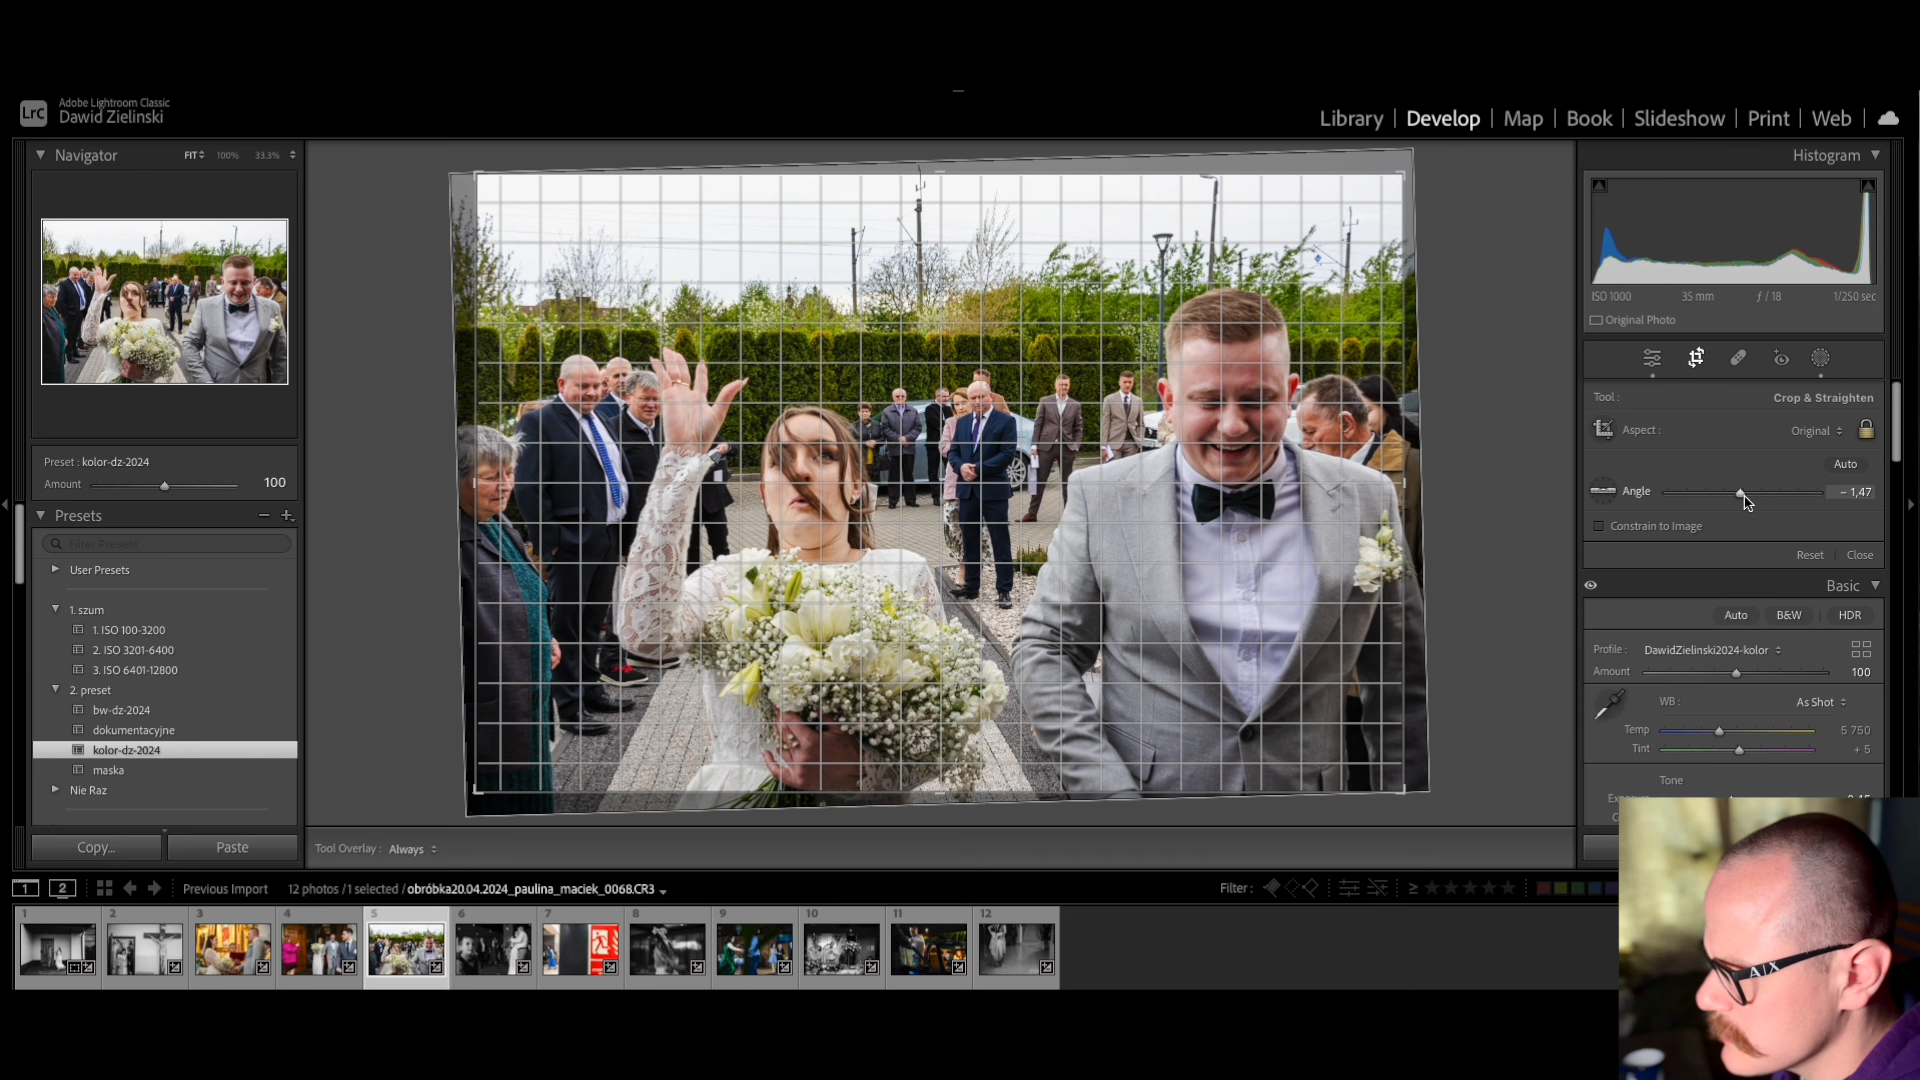 Adobe Lightroom Classic
LrC
Dawid Zielinski
Library | Develop | Map | Book | Slideshow | Print | Web
Navigator FIT 100% 33.3%
Preset : kolor-dz-2024
Amount 100
Presets
Filter Presets
User Presets
1. szum
1. ISO 100-3200
2. ISO 3201-6400
3. ISO 6401-12800
2. preset
bw-dz-2024
dokumentacyjne
kolor-dz-2024
maska
Nie Raz
Copy... Paste
Tool Overlay : Always
Histogram
ISO 1000 35 mm ƒ / 18 1/250 sec
Original Photo
Tool : Crop & Straighten
Aspect : Original
Auto
Angle – 1,47
Constrain to Image
Reset Close
Basic
Auto B&W HDR
Profile : DawidZielinski2024-kolor
Amount 100
WB : As Shot
Temp 5 750
Tint + 5
Tone
1 2 Previous Import 12 photos / 1 selected / obróbka20.04.2024_paulina_maciek_0068.CR3 Filter : ≥
1 2 3 4 5 6 7 8 9 10 11 12
A|X